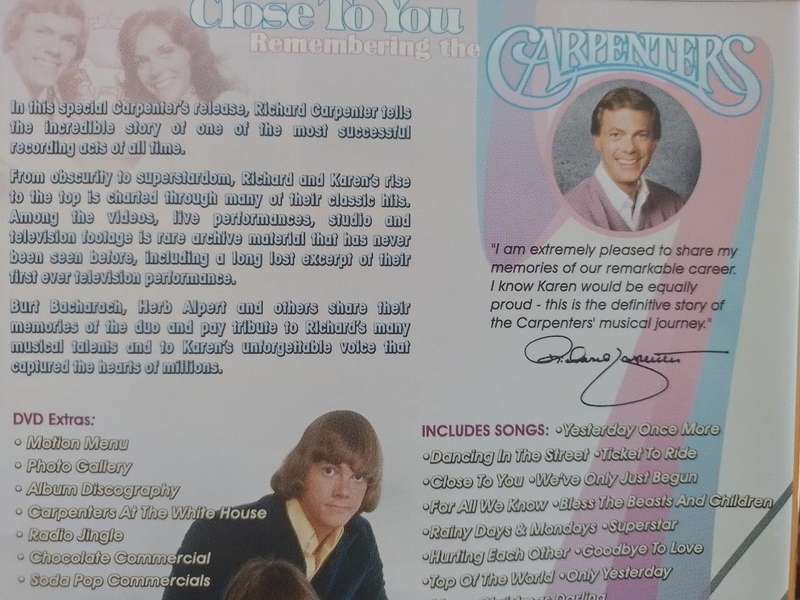 Close To You
Remembering the
CARPENTERS
In this special Carpenter's release, Richard Carpenter tells
the incredible story of one of the most successful
recording acts of all time.
From obscurity to superstardom, Richard and Karen's rise
to the top is charted through many of their classic hits.
Among the videos, live performances, studio and
television footage is rare archive material that has never
been seen before, including a long lost excerpt of their
first ever television performance.
Burt Bacharach, Herb Alpert and others share their
memories of the duo and pay tribute to Richard's many
musical talents and to Karen's unforgettable voice that
captured the hearts of millions.
"I am extremely pleased to share my
memories of our remarkable career.
I know Karen would be equally
proud - this is the definitive story of
the Carpenters' musical journey."
Richard Carpenter
DVD Extras:
• Motion Menu
• Photo Gallery
• Album Discography
• Carpenters At The White House
• Radio Jingle
• Chocolate Commercial
• Soda Pop Commercials
INCLUDES SONGS: •Yesterday Once More
•Dancing In The Street •Ticket To Ride
•Close To You •We've Only Just Begun
•For All We Know •Bless The Beasts And Children
•Rainy Days & Mondays •Superstar
•Hurting Each Other •Goodbye To Love
•Top Of The World •Only Yesterday
Christmas Darling